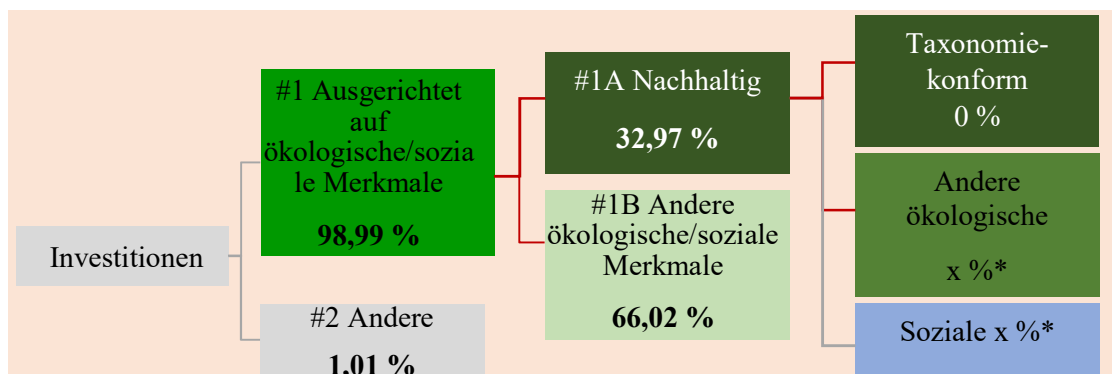 Investitionen
#1 Ausgerichtet
auf
ökologische/sozia
le Merkmale
98,99 %
#2 Andere
1,01 %
#1A Nachhaltig
32,97 %
#1B Andere
ökologische/soziale
Merkmale
66,02 %
Taxonomie-
konform
0 %
Andere
ökologische
x %*
Soziale x %*